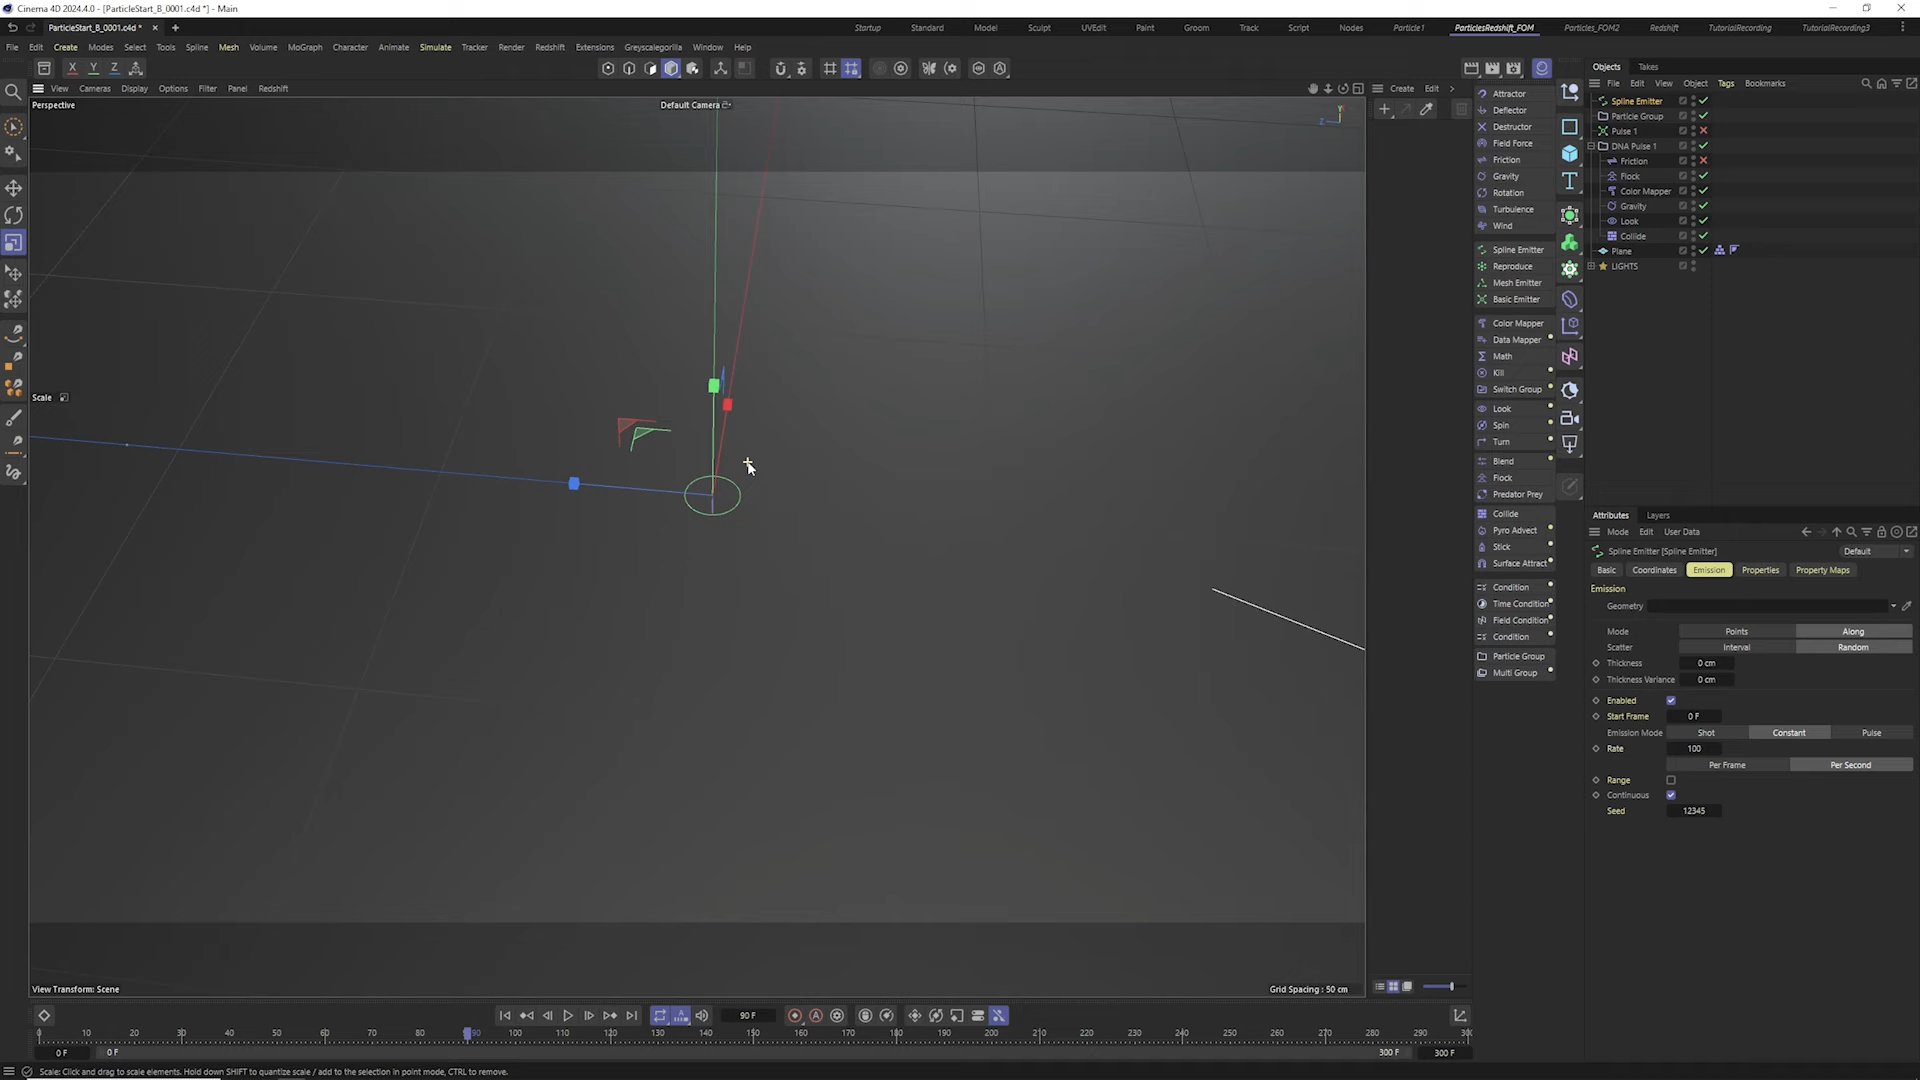 Cinema 4D 2024.4.0 - [ParticleStart_B_0001.c4d *] - Main
ParticleStart_B_0001.c4d *
Startup Standard Model Sculpt UVEdit Paint Groom Track Script Nodes Particle1 ParticlesRedshift_FOM Particles_FOM2 Redshift TutorialRecording TutorialRecording3
File Edit Create Modes Select Tools Spline Mesh Volume MoGraph Character Animate Simulate Tracker Render Redshift Extensions Greyscalegorilla Window Help
X Y Z
Objects Takes
File Edit View Object Tags Bookmarks
View Cameras Display Options Filter Panel Redshift
Create Edit
Perspective
Default Camera
Attractor
Deflector
Destructor
Field Force
Friction
Gravity
Rotation
Turbulence
Wind
Spline Emitter
Reproduce
Mesh Emitter
Basic Emitter
Color Mapper
Data Mapper
Math
Kill
Switch Group
Look
Spin
Turn
Blend
Flock
Predator Prey
Collide
Pyro Advect
Stick
Surface Attract
Condition
Time Condition
Field Condition
Condition
Particle Group
Multi Group
Spline Emitter
Particle Group
Pulse 1
DNA Pulse 1
Friction
Flock
Color Mapper
Gravity
Look
Collide
Plane
LIGHTS
Scale
Attributes Layers
Mode Edit User Data
Spline Emitter [Spline Emitter] Default
Basic Coordinates Emission Properties Property Maps
Emission
Geometry
Mode Points Along
Scatter Interval Random
Thickness 0 cm
Thickness Variance 0 cm
Enabled
Start Frame 0 F
Emission Mode Shot Constant Pulse
Rate 100
Per Frame Per Second
Range
Continuous
Seed 12345
View Transform: Scene
Grid Spacing : 50 cm
90 F
0 10 20 30 40 50 60 70 80 90 100 110 120 130 140 150 160 170 180 190 200 210 220 230 240 250 260 270 280 290 300
0 F 0 F 300 F 300 F
Scale: Click and drag to scale elements. Hold down SHIFT to quantize scale / add to the selection in point mode, CTRL to remove.